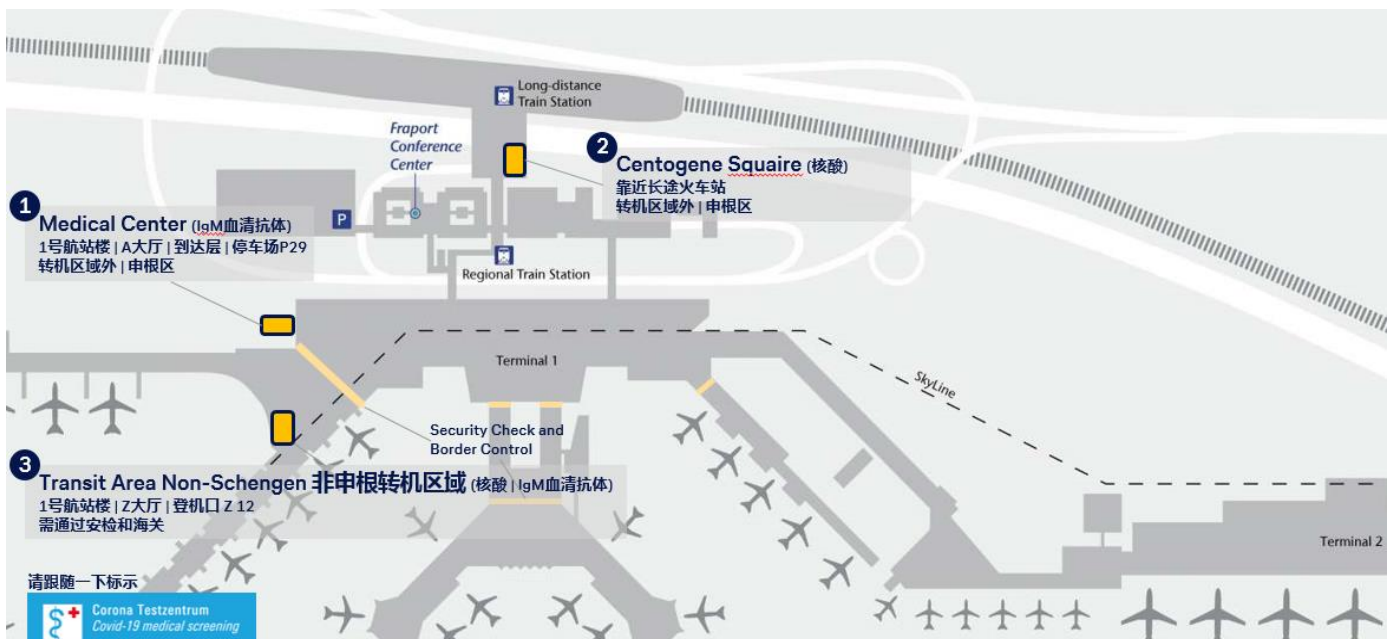 Long-distance
Train Station
Fraport
Conference
Center
2
Centogene Squaire (核酸)
靠近长途火车站
转机区域外 | 申根区
1
Medical Center (IgM血清抗体)
1号航站楼 | A大厅 | 到达层 | 停车场P29
转机区域外 | 申根区
P
Regional Train Station
Terminal 1
SkyLine
Security Check and
Border Control
3
Transit Area Non-Schengen 非申根转机区域 (核酸 | IgM血清抗体)
1号航站楼 | Z大厅 | 登机口 Z 12
需通过安检和海关
Terminal 2
请跟随一下标示
Corona Testzentrum
Covid-19 medical screening